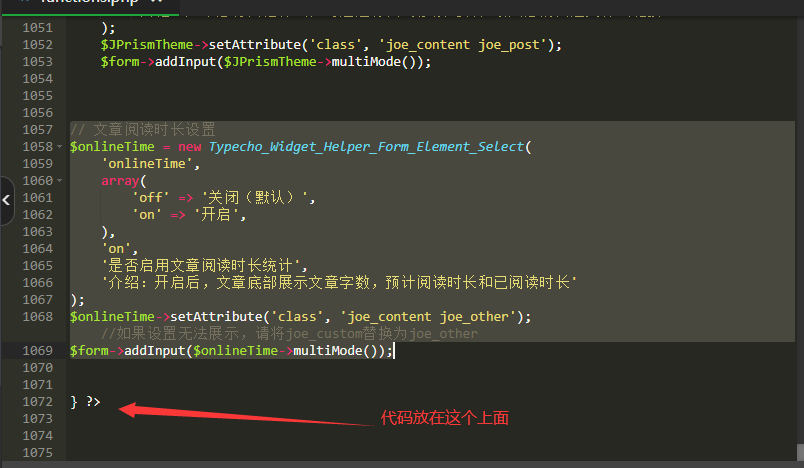 functions.php
1051 );
1052 $JPrismTheme->setAttribute('class', 'joe_content joe_post');
1053 $form->addInput($JPrismTheme->multiMode());
1054
1055
1056
1057 // 文章阅读时长设置
1058 $onlineTime = new Typecho_Widget_Helper_Form_Element_Select(
1059 'onlineTime',
1060 array(
1061 'off' => '关闭（默认）',
1062 'on' => '开启',
1063 ),
1064 'on',
1065 '是否启用文章阅读时长统计',
1066 '介绍：开启后，文章底部展示文章字数，预计阅读时长和已阅读时长'
1067 );
1068 $onlineTime->setAttribute('class', 'joe_content joe_other');
//如果设置无法展示，请将joe_custom替换为joe_other
1069 $form->addInput($onlineTime->multiMode());
1070
1071
1072 } ?>
1073
代码放在这个上面
1074
1075